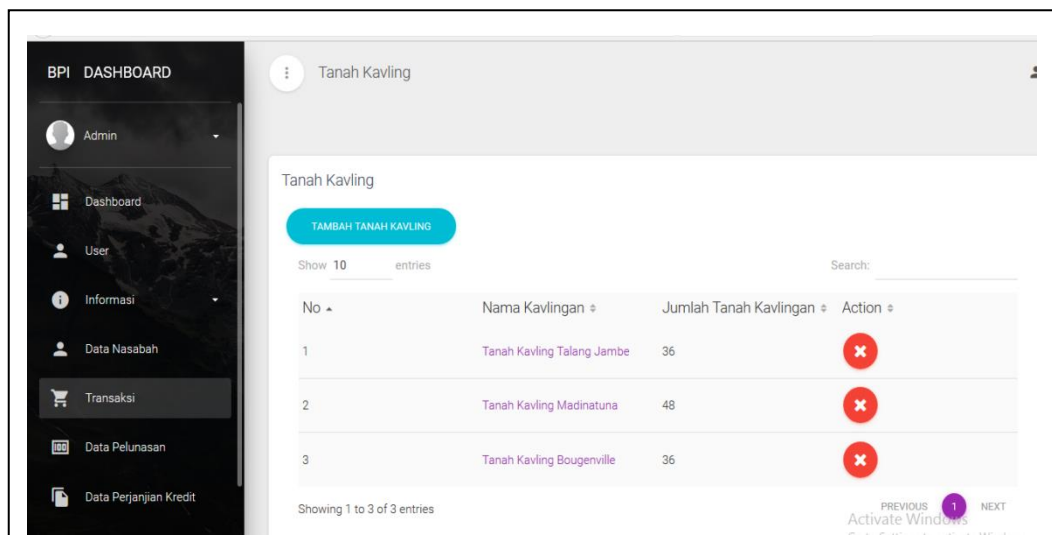 BPI DASHBOARD
Admin
Dashboard
User
Informasi
Data Nasabah
Transaksi
Data Pelunasan
Data Perjanjian Kredit
Tanah Kavling
Tanah Kavling
TAMBAH TANAH KAVLING
Show 10 entries
Search:
No Nama Kavlingan Jumlah Tanah Kavlingan Action
1 Tanah Kavling Talang Jambe 36
2 Tanah Kavling Madinatuna 48
3 Tanah Kavling Bougenville 36
Showing 1 to 3 of 3 entries
PREVIOUS 1 NEXT
Activate Windows